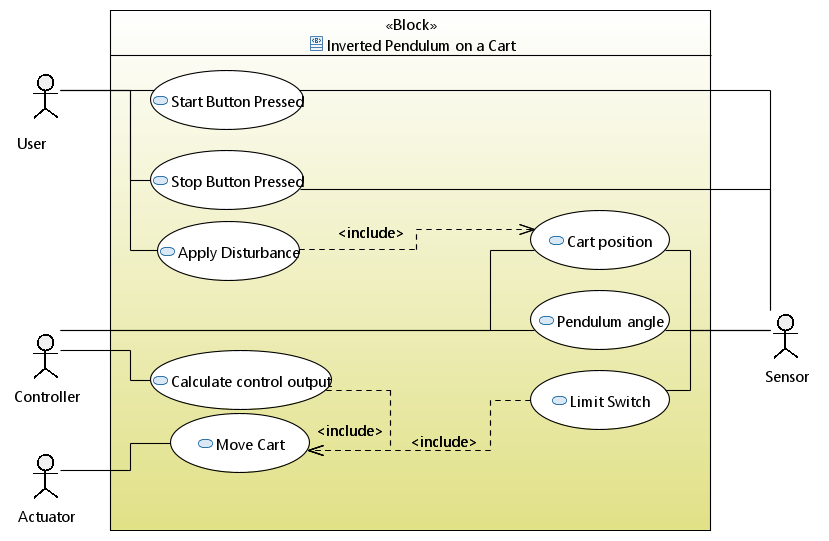 «Block»
Inverted Pendulum on a Cart
Start Button Pressed
User
Stop Button Pressed
<include>
Apply Disturbance
Cart position
Pendulum angle
Controller
Sensor
Calculate control output
Limit Switch
<include>
<include>
Move Cart
Actuator